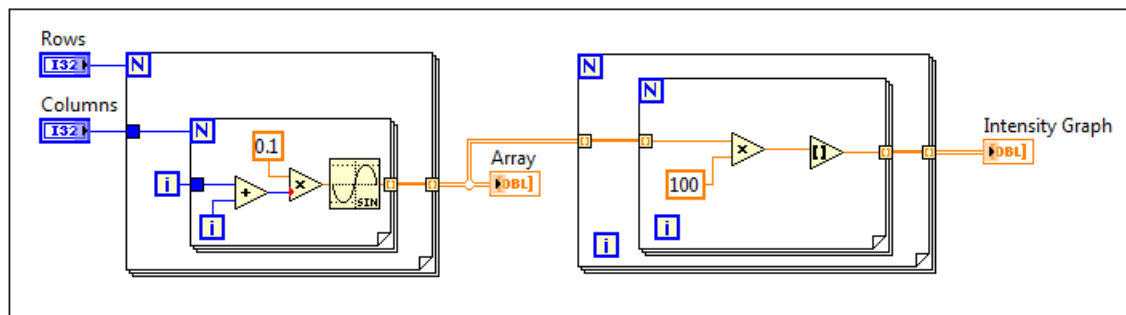 Rows
I32
N
Columns
I32
N
0.1
i
+
x
SIN
i
Array
DBL]
N
N
x
[ ]
100
i
i
Intensity Graph
DBL]